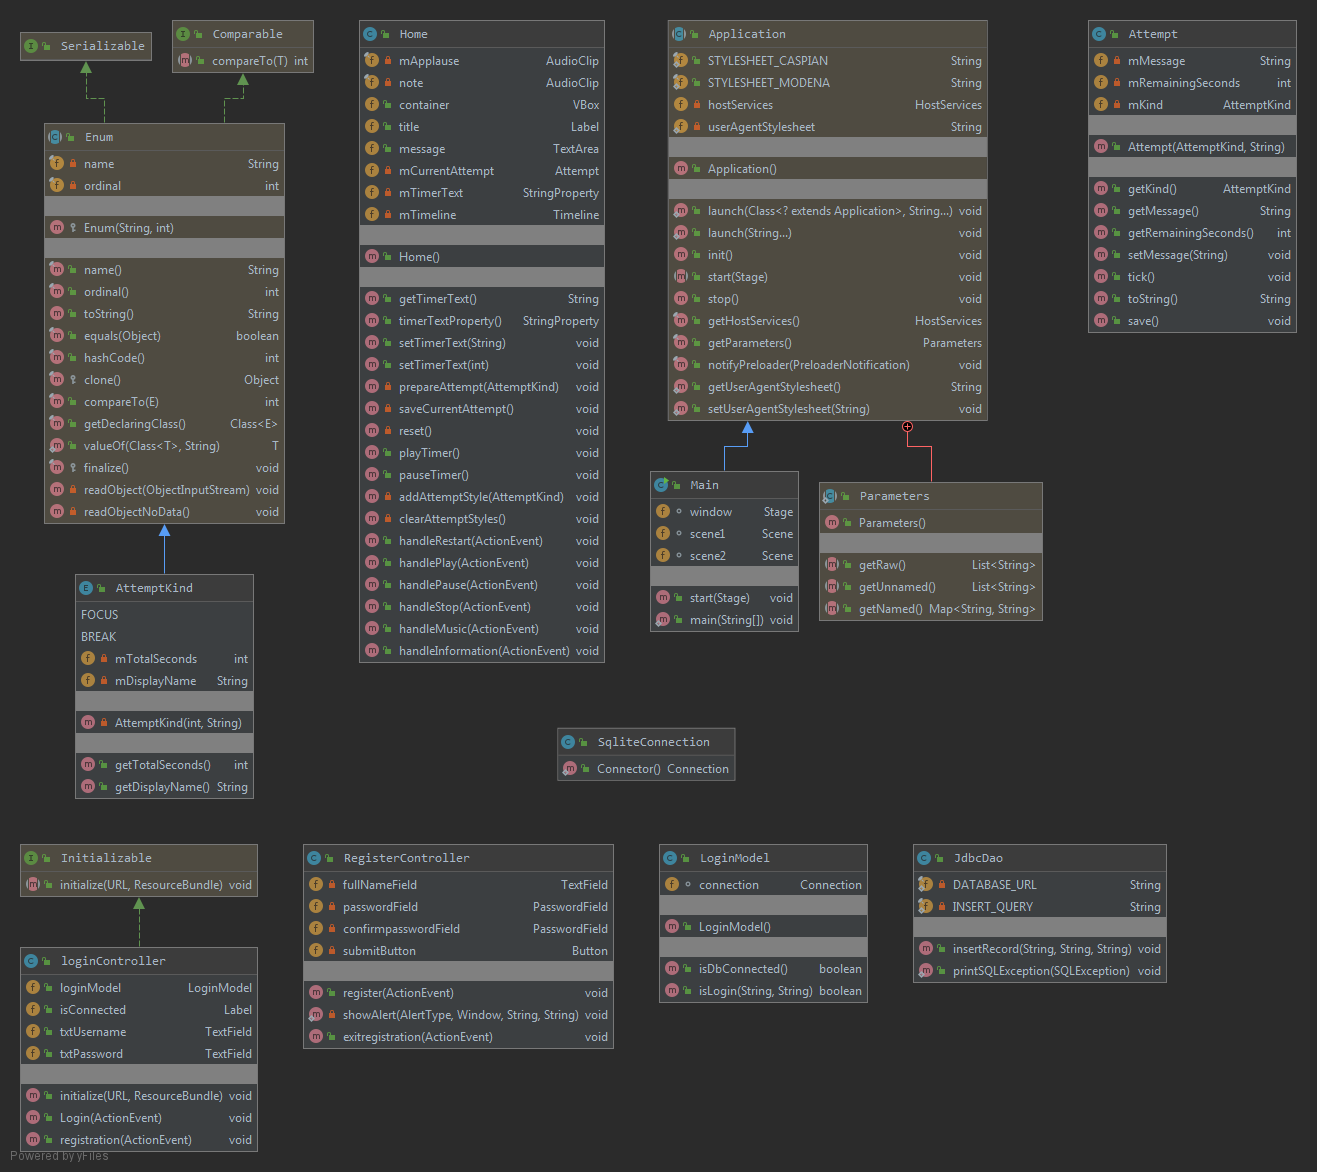 Serializable
Comparable
compareTo(T) int
Enum
name String
ordinal int
Enum(String, int)
name() String
ordinal() int
toString() String
equals(Object) boolean
hashCode() int
clone() Object
compareTo(E) int
getDeclaringClass() Class<E>
valueOf(Class<T>, String) T
finalize() void
readObject(ObjectInputStream) void
readObjectNoData() void
AttemptKind
FOCUS
BREAK
mTotalSeconds int
mDisplayName String
AttemptKind(int, String)
getTotalSeconds() int
getDisplayName() String
Home
mApplause AudioClip
note AudioClip
container VBox
title Label
message TextArea
mCurrentAttempt Attempt
mTimerText StringProperty
mTimeline Timeline
Home()
getTimerText() String
timerTextProperty() StringProperty
setTimerText(String) void
setTimerText(int) void
prepareAttempt(AttemptKind) void
saveCurrentAttempt() void
reset() void
playTimer() void
pauseTimer() void
addAttemptStyle(AttemptKind) void
clearAttemptStyles() void
handleRestart(ActionEvent) void
handlePlay(ActionEvent) void
handlePause(ActionEvent) void
handleStop(ActionEvent) void
handleMusic(ActionEvent) void
handleInformation(ActionEvent) void
Application
STYLESHEET_CASPIAN String
STYLESHEET_MODENA String
hostServices HostServices
userAgentStylesheet String
Application()
launch(Class<? extends Application>, String...) void
launch(String...) void
init() void
start(Stage) void
stop() void
getHostServices() HostServices
getParameters() Parameters
notifyPreloader(PreloaderNotification) void
getUserAgentStylesheet() String
setUserAgentStylesheet(String) void
Main
window Stage
scene1 Scene
scene2 Scene
start(Stage) void
main(String[]) void
Parameters
Parameters()
getRaw() List<String>
getUnnamed() List<String>
getNamed() Map<String, String>
Attempt
mMessage String
mRemainingSeconds int
mKind AttemptKind
Attempt(AttemptKind, String)
getKind() AttemptKind
getMessage() String
getRemainingSeconds() int
setMessage(String) void
tick() void
toString() String
save() void
SqliteConnection
Connector() Connection
Initializable
initialize(URL, ResourceBundle) void
loginController
loginModel LoginModel
isConnected Label
txtUsername TextField
txtPassword TextField
initialize(URL, ResourceBundle) void
Login(ActionEvent) void
registration(ActionEvent) void
RegisterController
fullNameField TextField
passwordField PasswordField
confirmpasswordField PasswordField
submitButton Button
register(ActionEvent) void
showAlert(AlertType, Window, String, String) void
exitregistration(ActionEvent) void
LoginModel
connection Connection
LoginModel()
isDbConnected() boolean
isLogin(String, String) boolean
JdbcDao
DATABASE_URL String
INSERT_QUERY String
insertRecord(String, String, String) void
printSQLException(SQLException) void
Powered by yFiles